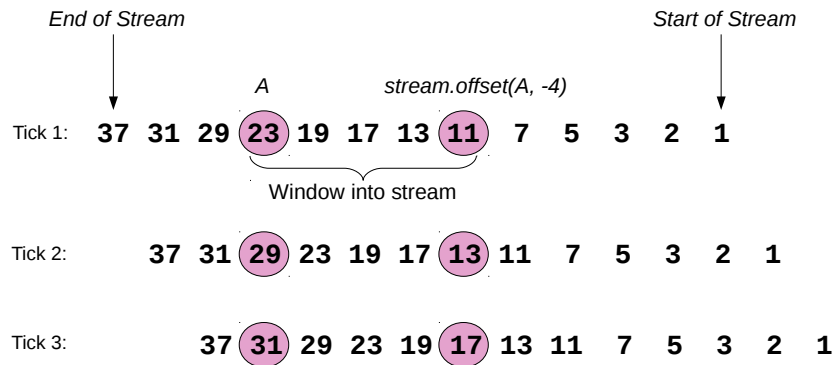 End of Stream Start of Stream
A stream.offset(A, -4)
Tick 1: 37 31 29 23 19 17 13 11 7 5 3 2 1
Window into stream
Tick 2: 37 31 29 23 19 17 13 11 7 5 3 2 1
Tick 3: 37 31 29 23 19 17 13 11 7 5 3 2 1